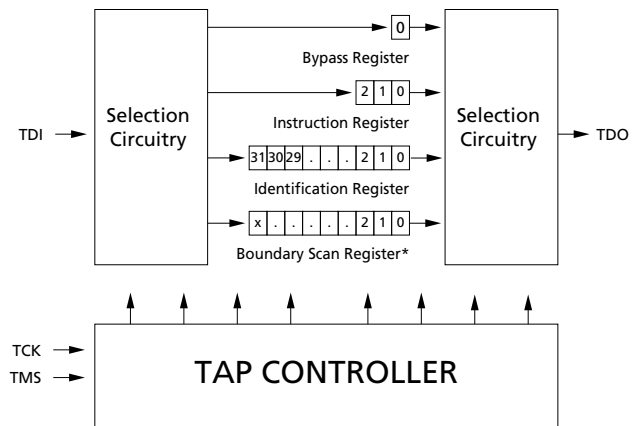 0
Bypass Register
2 1 0
Selection
Circuitry
Selection
Circuitry
TDI
TDO
Instruction Register
31 30 29 . . . 2 1 0
Identification Register
x . . . . . 2 1 0
Boundary Scan Register*
TCK
TMS
TAP CONTROLLER